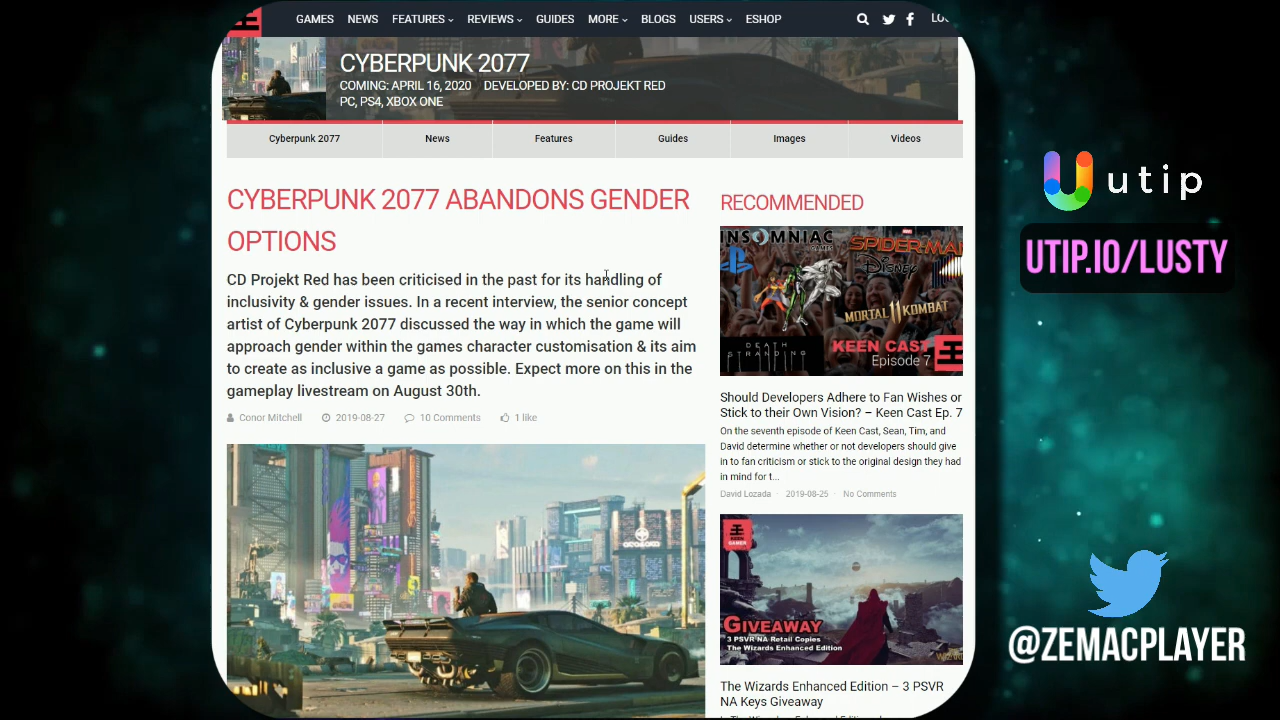 GAMES NEWS FEATURES REVIEWS GUIDES MORE BLOGS USERS ESHOP
CYBERPUNK 2077
COMING: APRIL 16, 2020 DEVELOPED BY: CD PROJEKT RED
PC, PS4, XBOX ONE
Cyberpunk 2077 News Features Guides Images Videos
CYBERPUNK 2077 ABANDONS GENDER
OPTIONS
CD Projekt Red has been criticised in the past for its handling of
inclusivity & gender issues. In a recent interview, the senior concept
artist of Cyberpunk 2077 discussed the way in which the game will
approach gender within the games character customisation & its aim
to create as inclusive a game as possible. Expect more on this in the
gameplay livestream on August 30th.
Conor Mitchell 2019-08-27 10 Comments 1 like
RECOMMENDED
INSOMNIAC
GAMES
SPIDER-MAN
Disney
MORTAL KOMBAT 11
DEATH
STRANDING
KEEN CAST
Episode 7
Should Developers Adhere to Fan Wishes or
Stick to their Own Vision? – Keen Cast Ep. 7
On the seventh episode of Keen Cast, Sean, Tim, and
David determine whether or not developers should give
in to fan criticism or stick to the original design they had
in mind for t...
David Lozada · 2019-08-25 · No Comments
GAMER
GIVEAWAY
3 PSVR NA Retail Copies
The Wizards Enhanced Edition
The Wizards Enhanced Edition – 3 PSVR
NA Keys Giveaway
utip
UTIP.IO/LUSTY
@ZEMACPLAYER